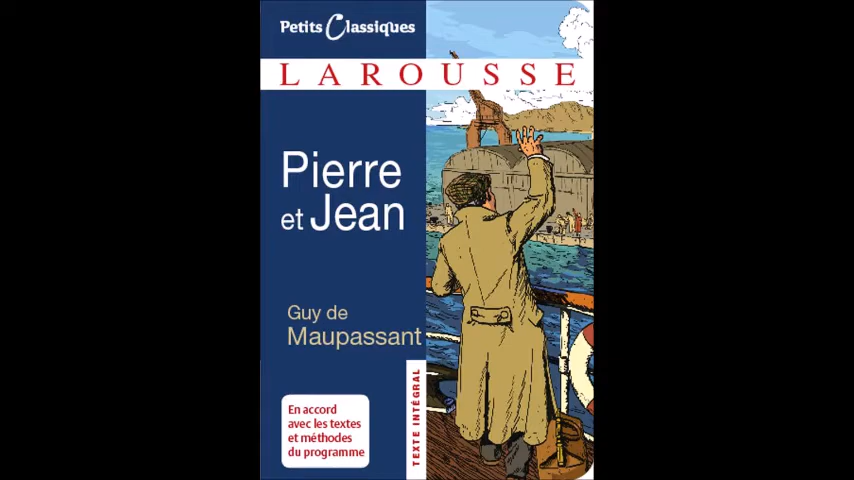 Petits Classiques
LAROUSSE
Pierre
et Jean
Guy de
Maupassant
En accord
avec les textes
et méthodes
du programme
TEXTE INTÉGRAL